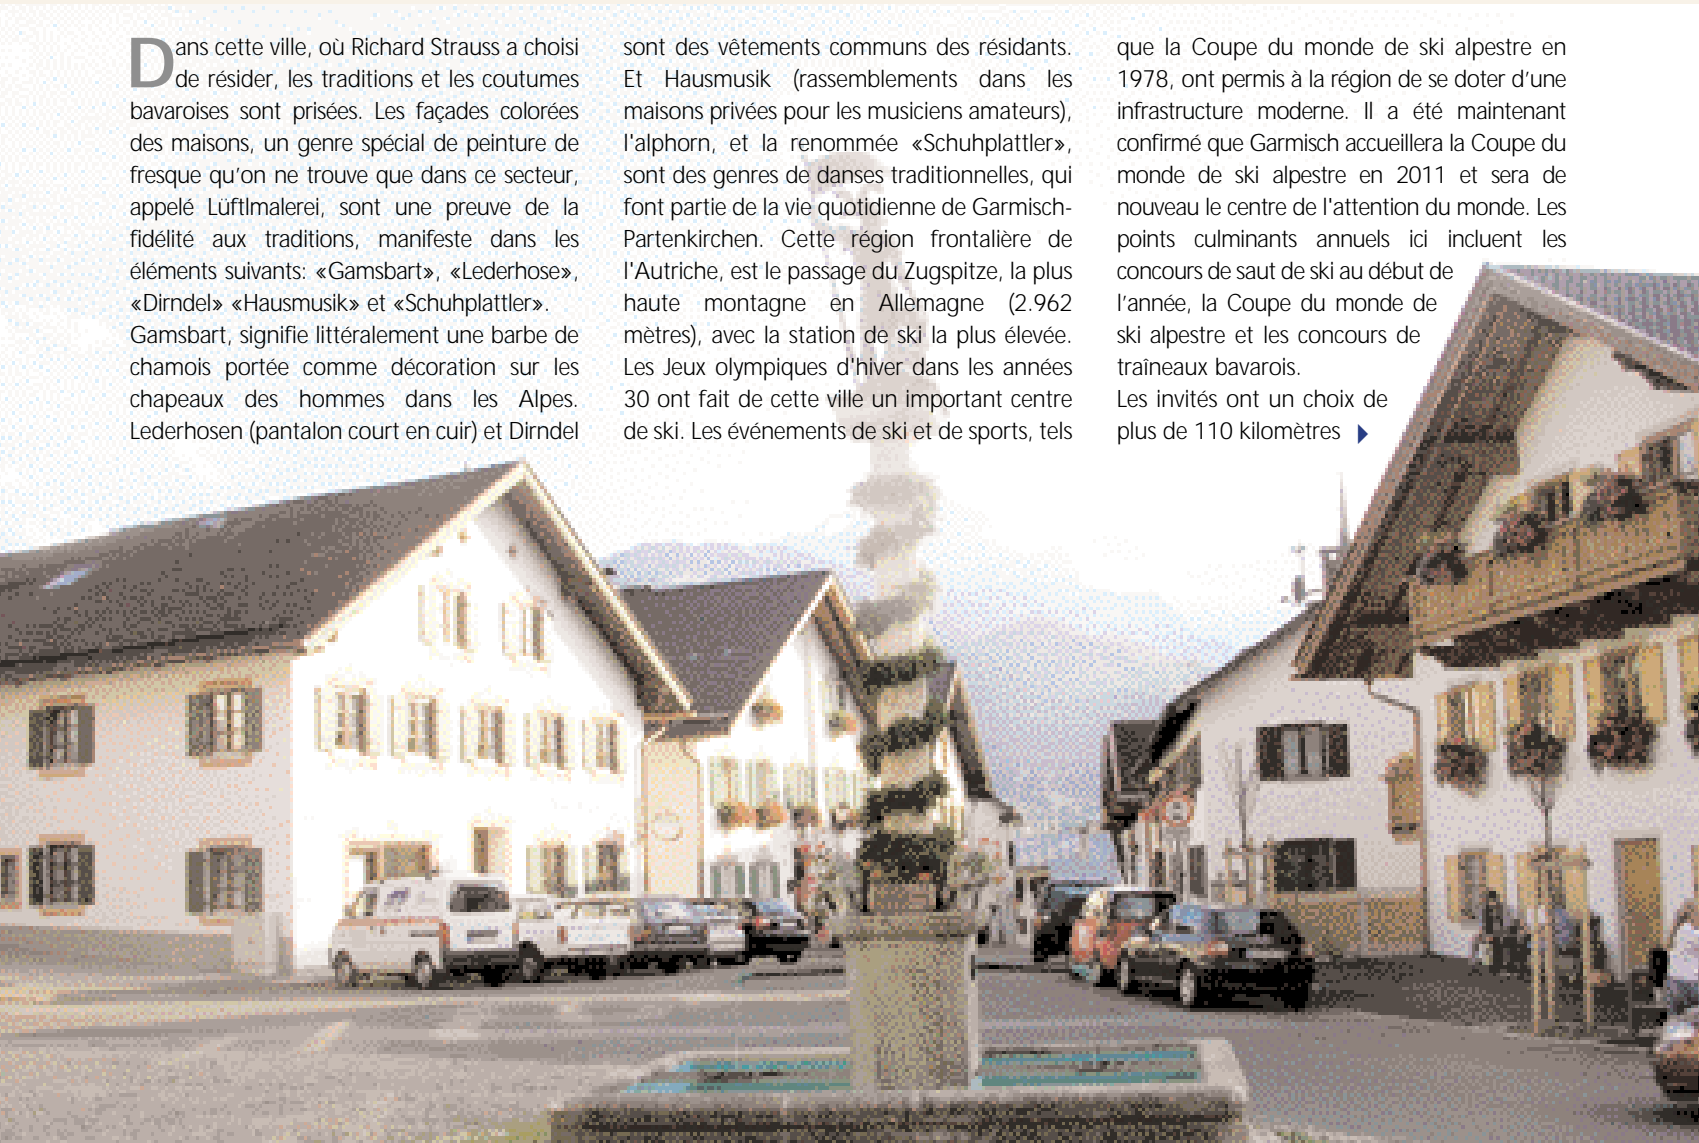 Dans cette ville, où Richard Strauss a choisi
de résider, les traditions et les coutumes
bavaroises sont prisées. Les façades colorées
des maisons, un genre spécial de peinture de
fresque qu'on ne trouve que dans ce secteur,
appelé Lüftlmalerei, sont une preuve de la
fidélité aux traditions, manifeste dans les
éléments suivants: «Gamsbart», «Lederhose»,
«Dirndel» «Hausmusik» et «Schuhplattler».
Gamsbart, signifie littéralement une barbe de
chamois portée comme décoration sur les
chapeaux des hommes dans les Alpes.
Lederhosen (pantalon court en cuir) et Dirndel
sont des vêtements communs des résidants.
Et Hausmusik (rassemblements dans les
maisons privées pour les musiciens amateurs),
l'alphorn, et la renommée «Schuhplattler»,
sont des genres de danses traditionnelles, qui
font partie de la vie quotidienne de Garmisch-
Partenkirchen. Cette région frontalière de
l'Autriche, est le passage du Zugspitze, la plus
haute montagne en Allemagne (2.962
mètres), avec la station de ski la plus élevée.
Les Jeux olympiques d'hiver dans les années
30 ont fait de cette ville un important centre
de ski. Les événements de ski et de sports, tels
que la Coupe du monde de ski alpestre en
1978, ont permis à la région de se doter d'une
infrastructure moderne. Il a été maintenant
confirmé que Garmisch accueillera la Coupe du
monde de ski alpestre en 2011 et sera de
nouveau le centre de l'attention du monde. Les
points culminants annuels ici incluent les
concours de saut de ski au début de
l'année, la Coupe du monde de
ski alpestre et les concours de
traîneaux bavarois.
Les invités ont un choix de
plus de 110 kilomètres